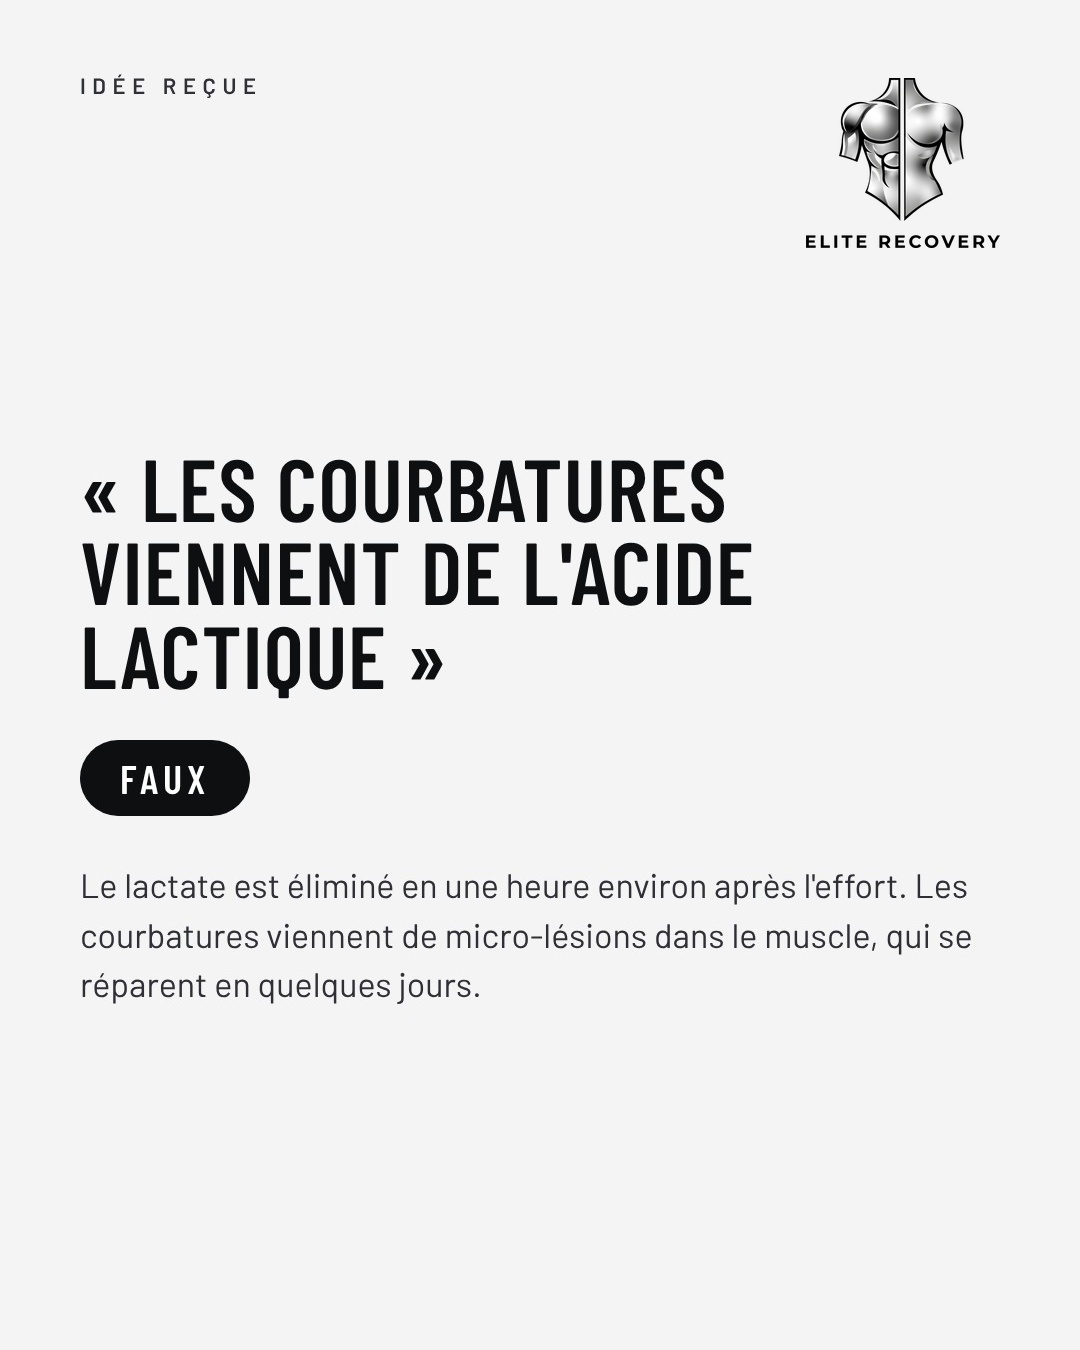 IDÉE REÇUE
ELITE RECOVERY
« LES COURBATURES
VIENNENT DE L'ACIDE
LACTIQUE »
FAUX
Le lactate est éliminé en une heure environ après l'effort. Les
courbatures viennent de micro-lésions dans le muscle, qui se
réparent en quelques jours.